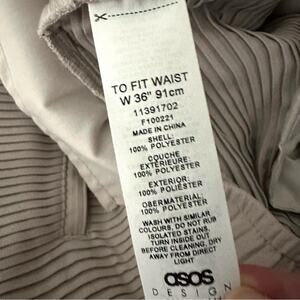 TO FIT WAIST
W 36" 91cm
11391702
F100221
MADE IN CHINA
SHELL:
100% POLYESTER
COUCHE
EXTÉRIEURE:
100% POLYESTER
EXTERIOR:
100% POLIÉSTER
OBERMATERIAL:
100% POLYESTER
WASH WITH SIMILAR
COLOURS, DO NOT RUB
ISOLATED STAINS,
TURN INSIDE OUT
BEFORE CLEANING, DRY
AWAY FROM DIRECT
LIGHT
asos
DESIGN